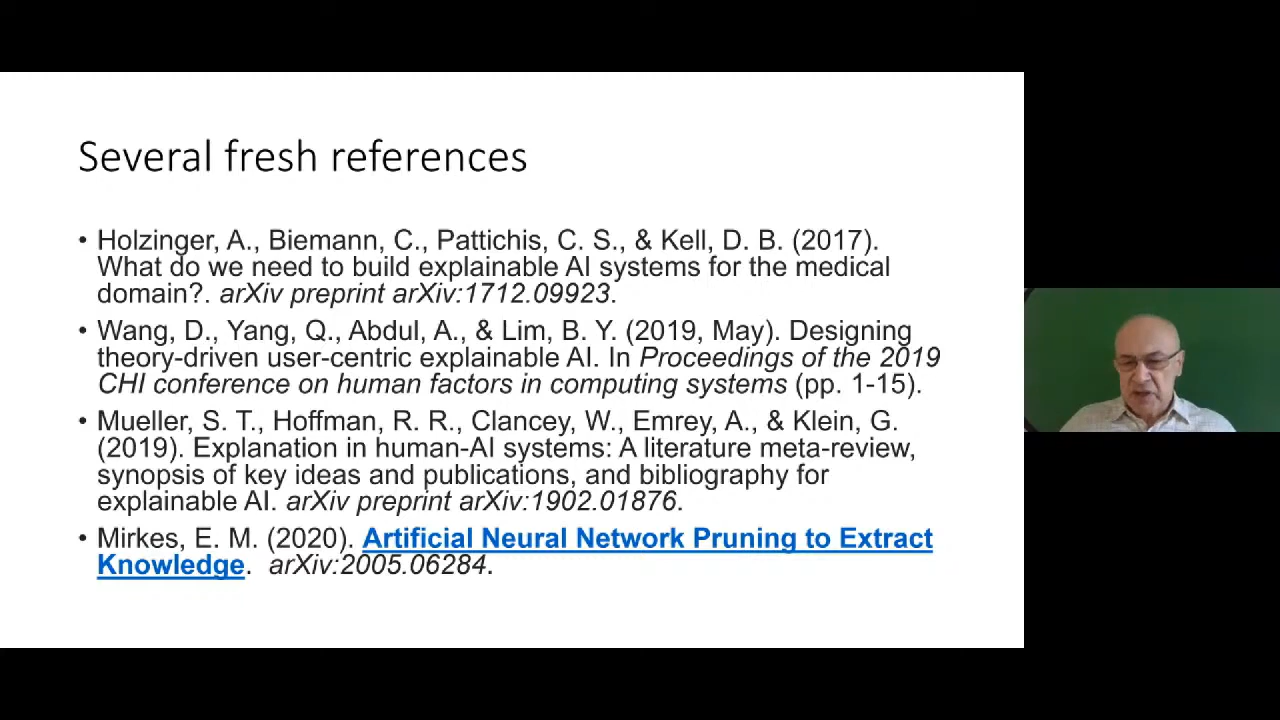 Several fresh references
• Holzinger, A., Biemann, C., Pattichis, C. S., & Kell, D. B. (2017).
What do we need to build explainable AI systems for the medical
domain?. arXiv preprint arXiv:1712.09923.
• Wang, D., Yang, Q., Abdul, A., & Lim, B. Y. (2019, May). Designing
theory-driven user-centric explainable AI. In Proceedings of the 2019
CHI conference on human factors in computing systems (pp. 1-15).
• Mueller, S. T., Hoffman, R. R., Clancey, W., Emrey, A., & Klein, G.
(2019). Explanation in human-AI systems: A literature meta-review,
synopsis of key ideas and publications, and bibliography for
explainable AI. arXiv preprint arXiv:1902.01876.
• Mirkes, E. M. (2020). Artificial Neural Network Pruning to Extract
Knowledge. arXiv:2005.06284.